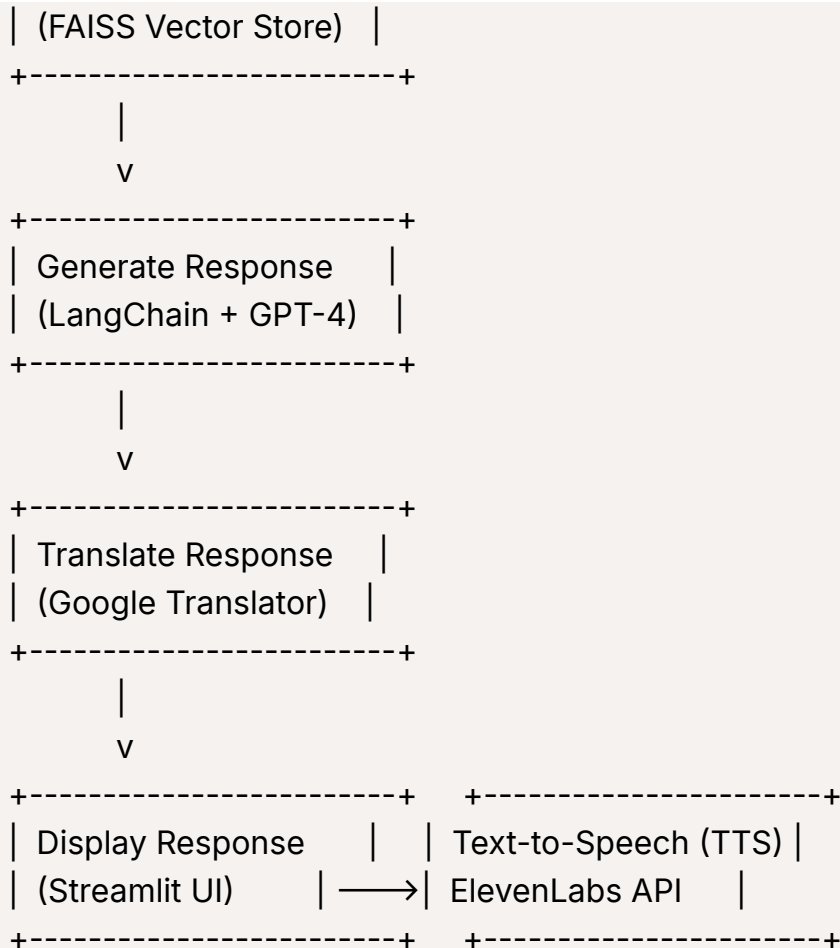 | (FAISS Vector Store) |
+-------------------------+
|
v
+-------------------------+
| Generate Response |
| (LangChain + GPT-4) |
+-------------------------+
|
v
+-------------------------+
| Translate Response |
| (Google Translator) |
+-------------------------+
|
v
+-------------------------+ +-----------------------+
| Display Response | | Text-to-Speech (TTS) |
| (Streamlit UI) | ⟶| ElevenLabs API |
+-------------------------+ +-----------------------+